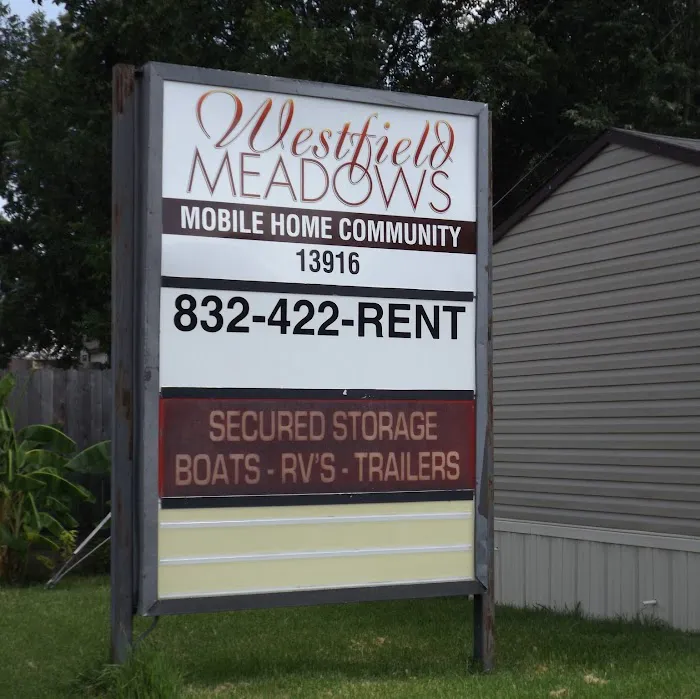 Westfield
MEADOWS
MOBILE HOME COMMUNITY
13916
832-422-RENT
SECURED STORAGE
BOATS - RV'S - TRAILERS